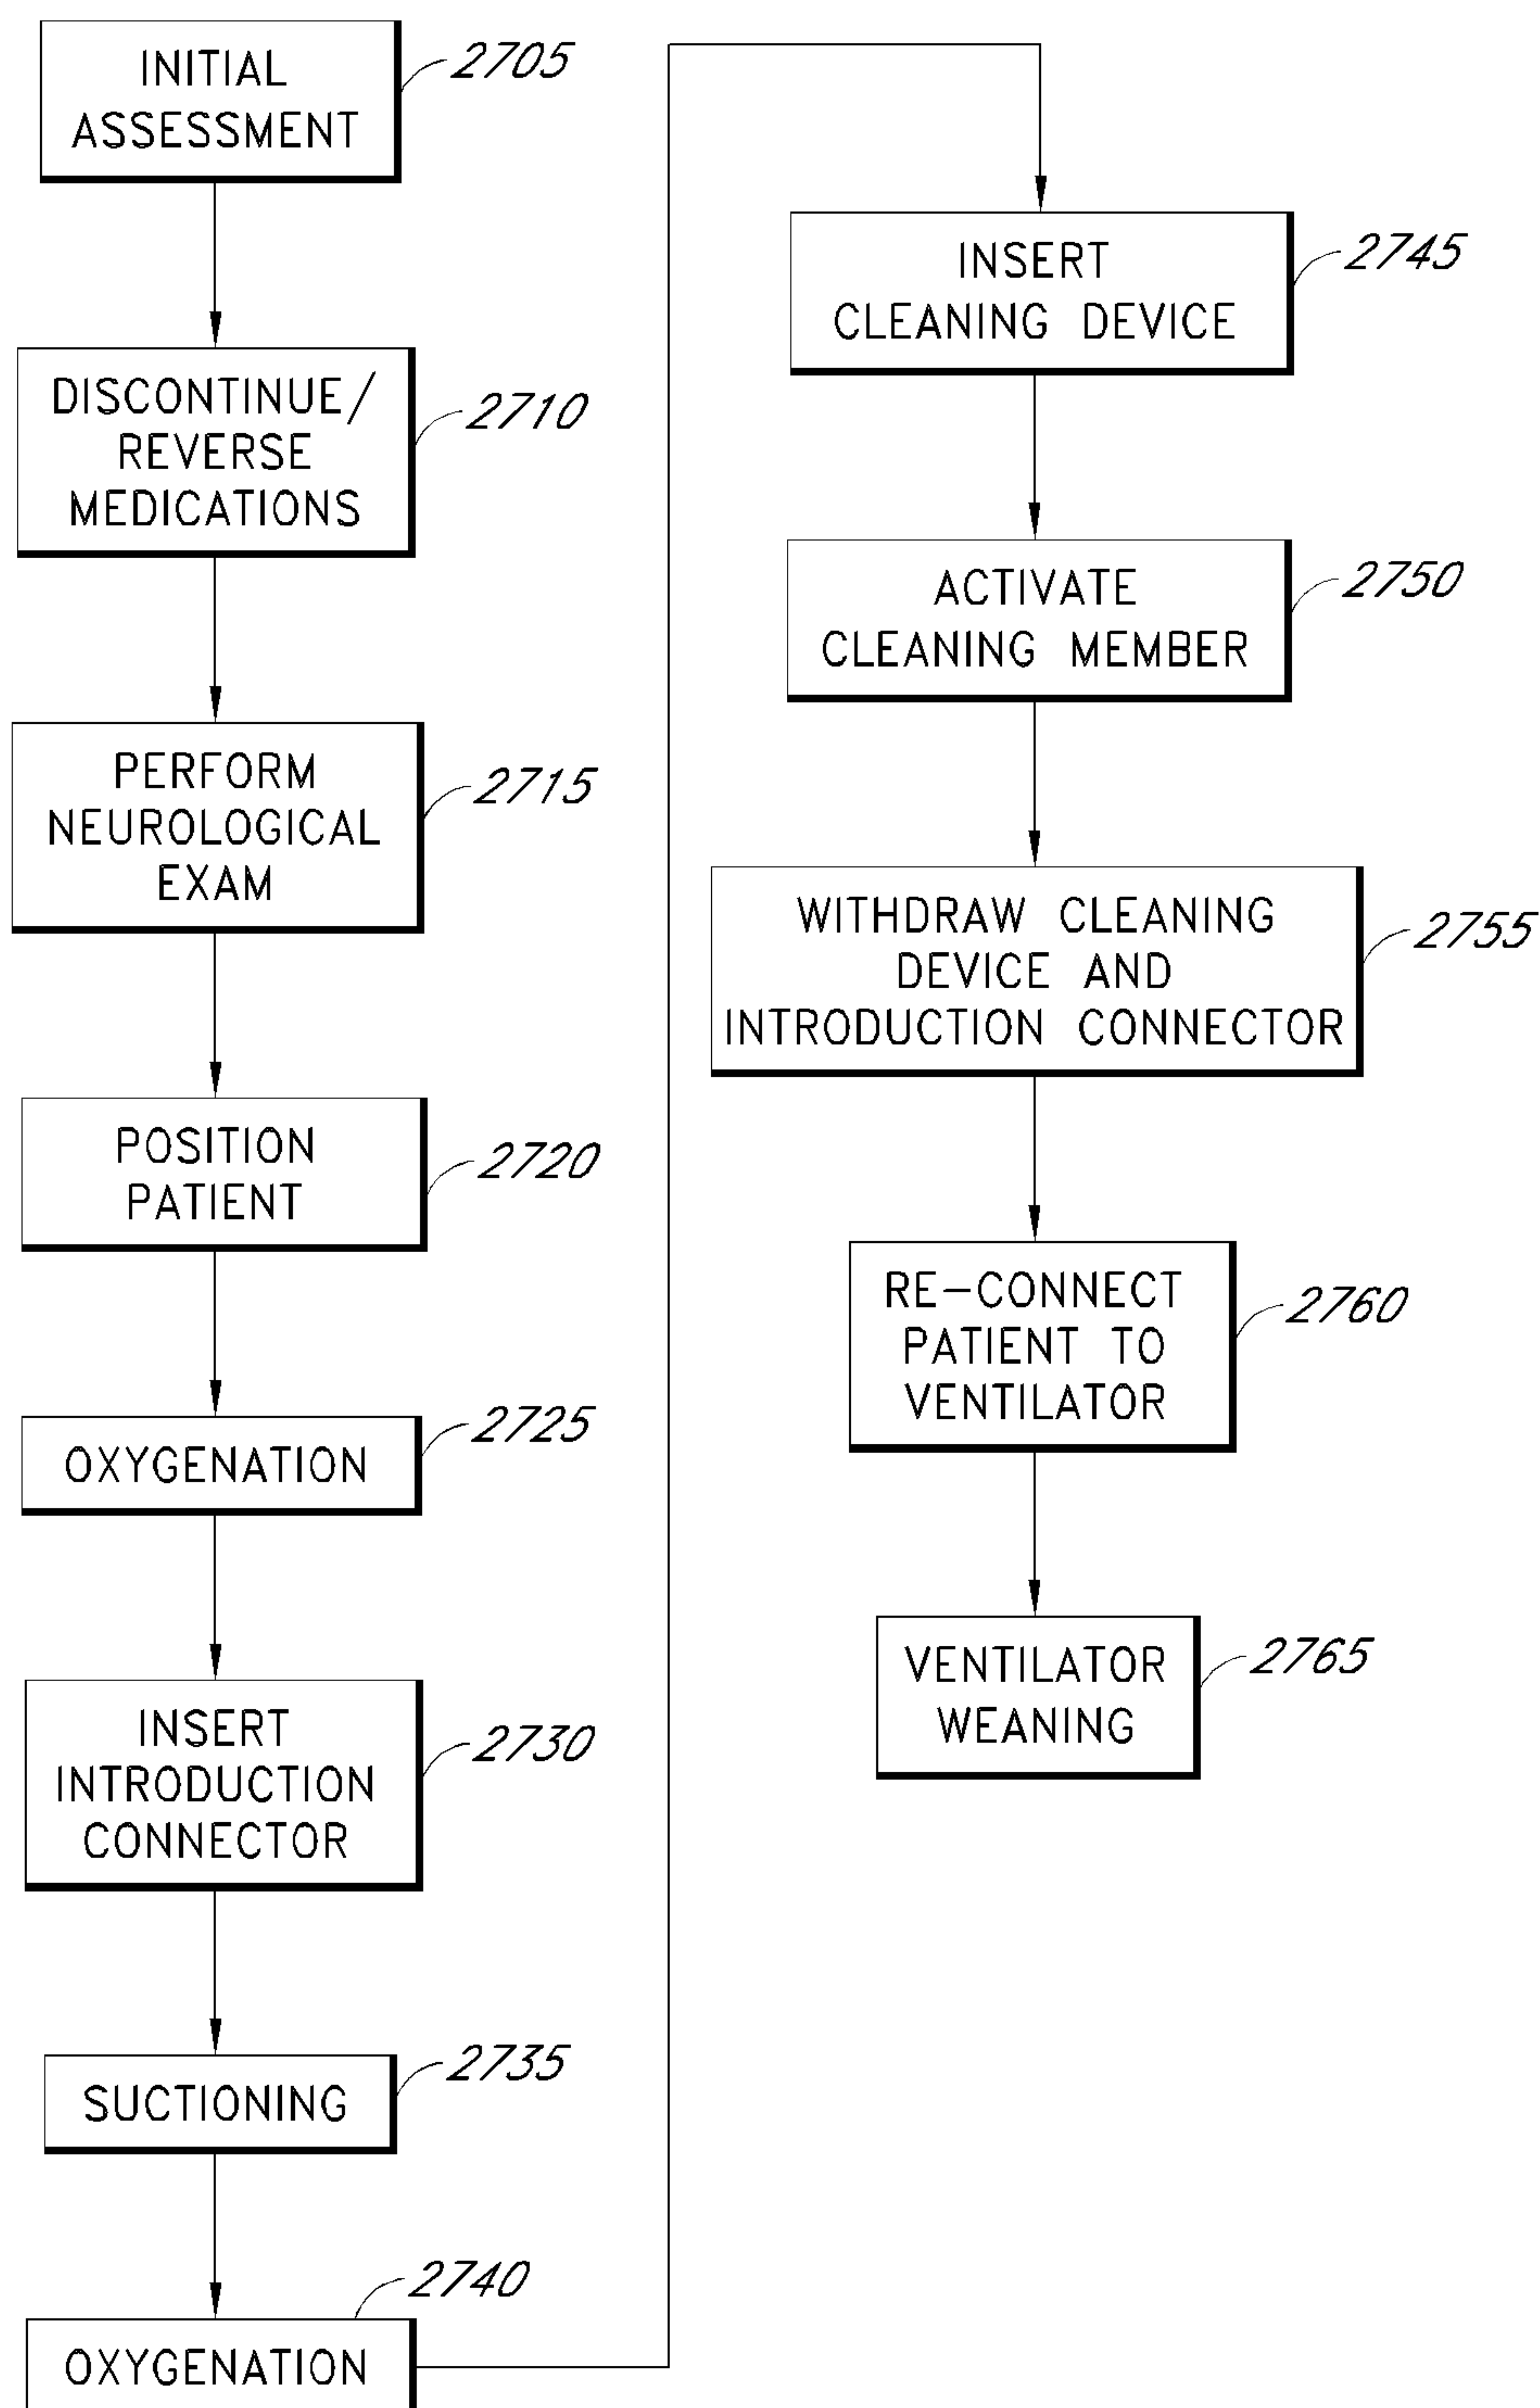 INITIAL
ASSESSMENT
2705
DISCONTINUE/
REVERSE
MEDICATIONS
2710
PERFORM
NEUROLOGICAL
EXAM
2715
POSITION
PATIENT
2720
OXYGENATION
2725
INSERT
INTRODUCTION
CONNECTOR
2730
SUCTIONING
2735
OXYGENATION
2740
INSERT
CLEANING DEVICE
2745
ACTIVATE
CLEANING MEMBER
2750
WITHDRAW CLEANING
DEVICE AND
INTRODUCTION CONNECTOR
2755
RE-CONNECT
PATIENT TO
VENTILATOR
2760
VENTILATOR
WEANING
2765